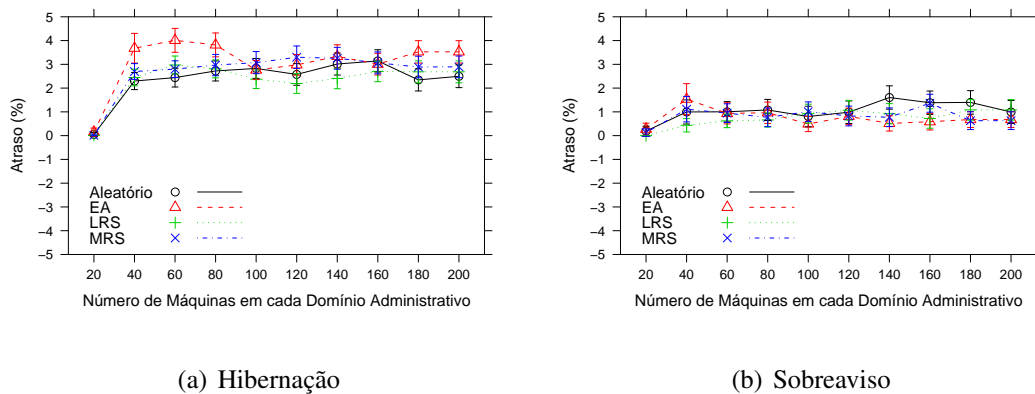 5
4
3
2
1
0
−1
−2
−3
−4
−5
Atraso (%)
Aleatório
EA
LRS
MRS
20 40 60 80 100 120 140 160 180 200
Número de Máquinas em cada Domínio Administrativo
(a) Hibernação
5
4
3
2
1
0
−1
−2
−3
−4
−5
Atraso (%)
Aleatório
EA
LRS
MRS
20 40 60 80 100 120 140 160 180 200
Número de Máquinas em cada Domínio Administrativo
(b) Sobreaviso